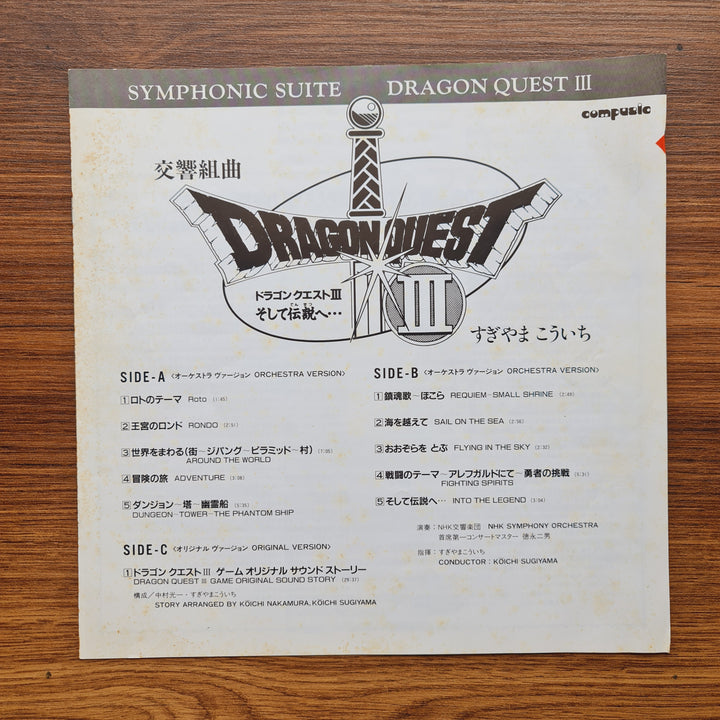 SYMPHONIC SUITE DRAGON QUEST III
compusic
交響組曲
DRAGON QUEST
III
ドラゴン クエスト III
でん せつ
そして伝説へ…
すぎやま こういち
SIDE-A〈オーケストラ ヴァージョン ORCHESTRA VERSION〉
1 ロトのテーマ Roto (1:45)
2 王宮のロンド RONDO (2:51)
3 世界をまわる(街〜ジパング〜ピラミッド〜村) (7:05)
AROUND THE WORLD
4 冒険の旅 ADVENTURE (3:08)
5 ダンジョン〜塔〜幽霊船 (5:35)
DUNGEON〜TOWER〜THE PHANTOM SHIP
SIDE-B〈オーケストラ ヴァージョン ORCHESTRA VERSION〉
1 鎮魂歌〜ほこら REQUIEM〜SMALL SHRINE (2:48)
2 海を越えて SAIL ON THE SEA (2:56)
3 おおぞらを とぶ FLYING IN THE SKY (2:32)
4 戦闘のテーマ〜アレフガルドにて〜勇者の挑戦 (5:31)
FIGHTING SPIRITS
5 そして伝説へ… INTO THE LEGEND (3:04)
演奏：NHK交響楽団 NHK SYMPHONY ORCHESTRA
首席第一コンサートマスター 徳永二男
指揮：すぎやまこういち
CONDUCTOR：KŌICHI SUGIYAMA
SIDE-C〈オリジナル ヴァージョン ORIGINAL VERSION〉
1 ドラゴン クエスト III ゲーム オリジナル サウンド ストーリー
DRAGON QUEST III GAME ORIGINAL SOUND STORY (29:37)
構成／中村光一・すぎやまこういち
STORY ARRANGED BY KŌICHI NAKAMURA, KŌICHI SUGIYAMA